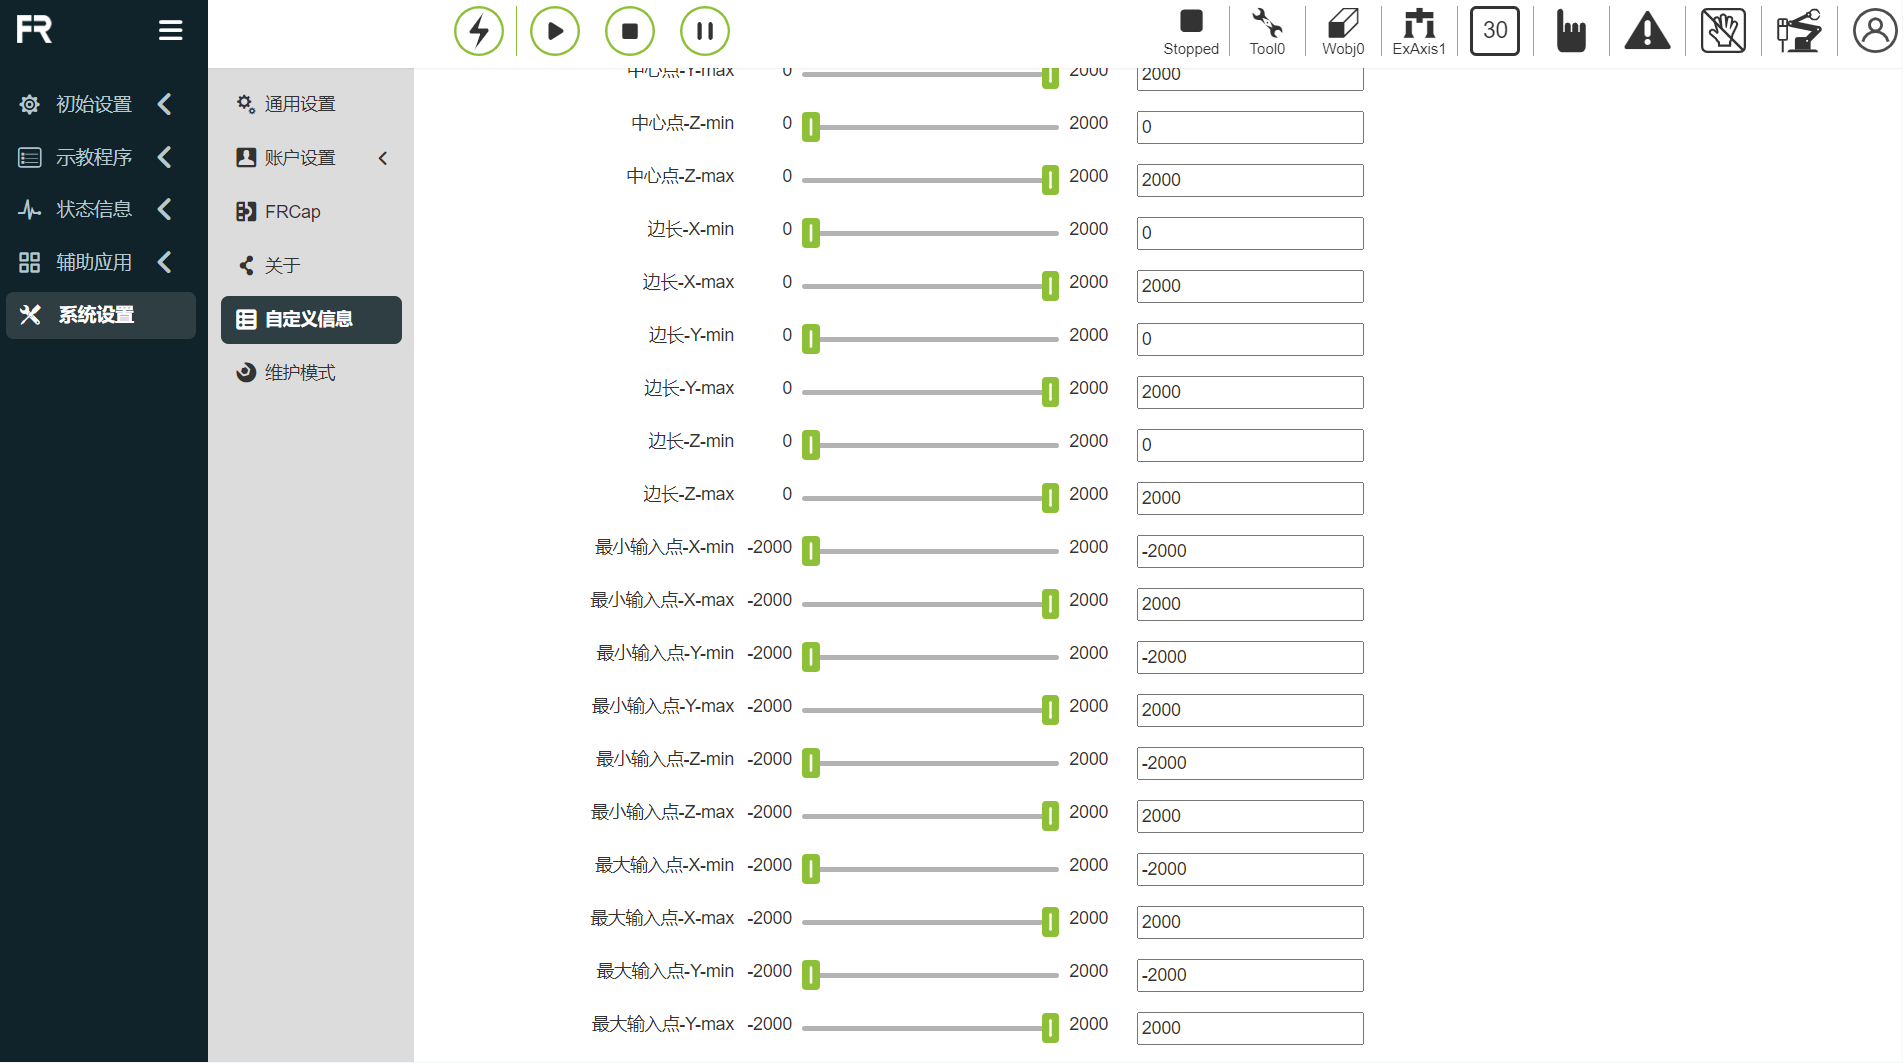 FR
Stopped
Tool0
Wobj0
ExAxis1
30
初始设置
示教程序
状态信息
辅助应用
系统设置
通用设置
账户设置
FRCap
关于
自定义信息
维护模式
中心点-Y-max 0 2000 2000
中心点-Z-min 0 2000 0
中心点-Z-max 0 2000 2000
边长-X-min 0 2000 0
边长-X-max 0 2000 2000
边长-Y-min 0 2000 0
边长-Y-max 0 2000 2000
边长-Z-min 0 2000 0
边长-Z-max 0 2000 2000
最小输入点-X-min -2000 2000 -2000
最小输入点-X-max -2000 2000 2000
最小输入点-Y-min -2000 2000 -2000
最小输入点-Y-max -2000 2000 2000
最小输入点-Z-min -2000 2000 -2000
最小输入点-Z-max -2000 2000 2000
最大输入点-X-min -2000 2000 -2000
最大输入点-X-max -2000 2000 2000
最大输入点-Y-min -2000 2000 -2000
最大输入点-Y-max -2000 2000 2000